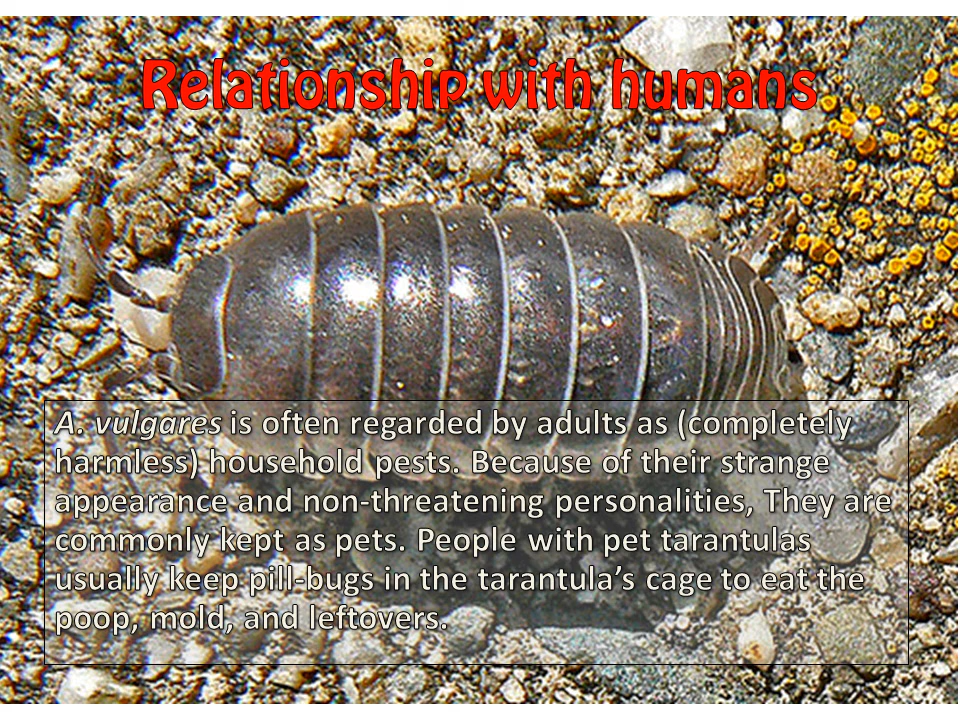 Relationship with humans
A. vulgares is often regarded by adults as (completely
harmless) household pests. Because of their strange
appearance and non-threatening personalities, They are
commonly kept as pets. People with pet tarantulas
usually keep pill-bugs in the tarantula’s cage to eat the
poop, mold, and leftovers.